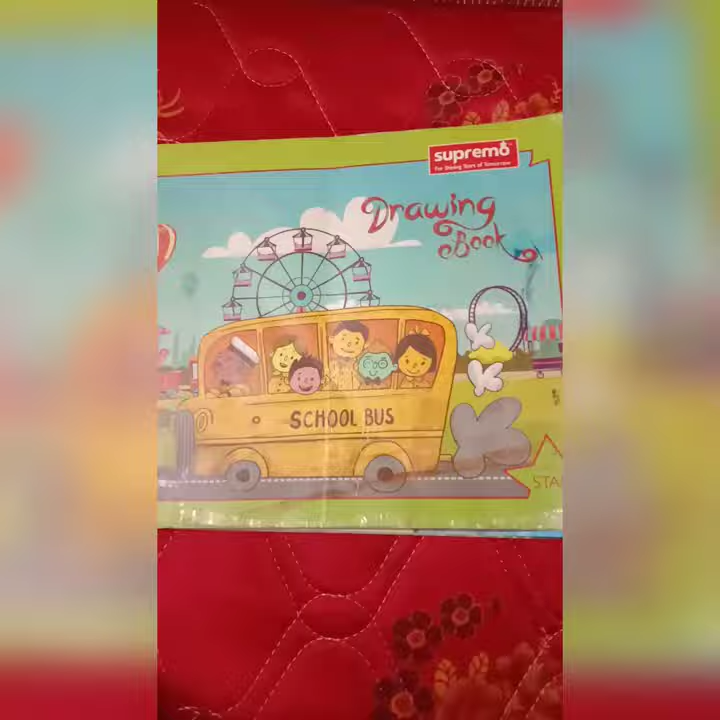 supremo
For Shining Stars of Tomorrow
Drawing
Book
SCHOOL BUS